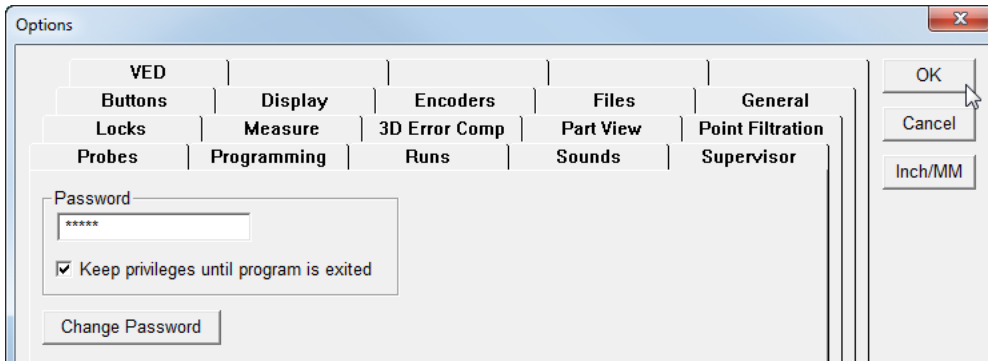 Options
VED
Buttons Display Encoders Files General
Locks Measure 3D Error Comp Part View Point Filtration
Probes Programming Runs Sounds Supervisor
OK
Cancel
Inch/MM
Password
*****
Keep privileges until program is exited
Change Password